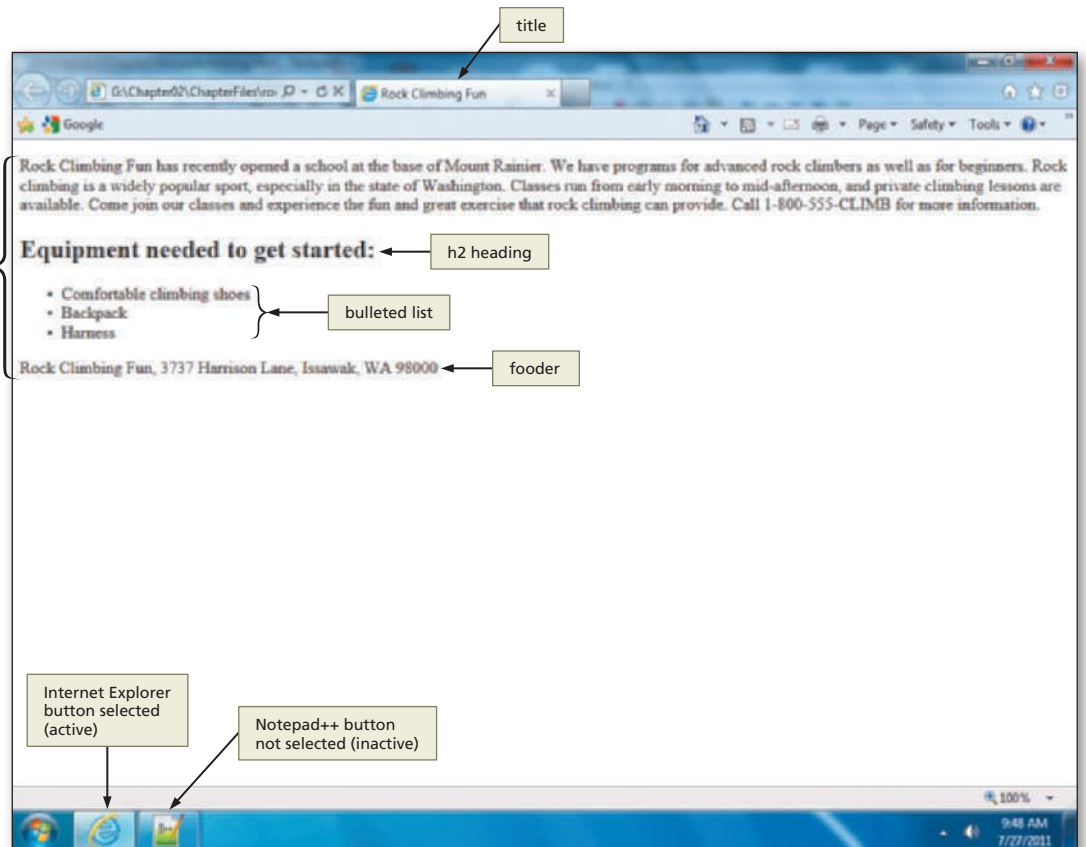 title
G:\Chapter02\ChapterFiles\ro
Rock Climbing Fun
Google
Page Safety Tools
Rock Climbing Fun has recently opened a school at the base of Mount Rainier. We have programs for advanced rock climbers as well as for beginners. Rock
climbing is a widely popular sport, especially in the state of Washington. Classes run from early morning to mid-afternoon, and private climbing lessons are
available. Come join our classes and experience the fun and great exercise that rock climbing can provide. Call 1-800-555-CLIMB for more information.
Equipment needed to get started:
h2 heading
• Comfortable climbing shoes
• Backpack
• Harness
bulleted list
Rock Climbing Fun, 3737 Harrison Lane, Issawak, WA 98000
fooder
Internet Explorer
button selected
(active)
Notepad++ button
not selected (inactive)
100%
9:48 AM
7/27/2011